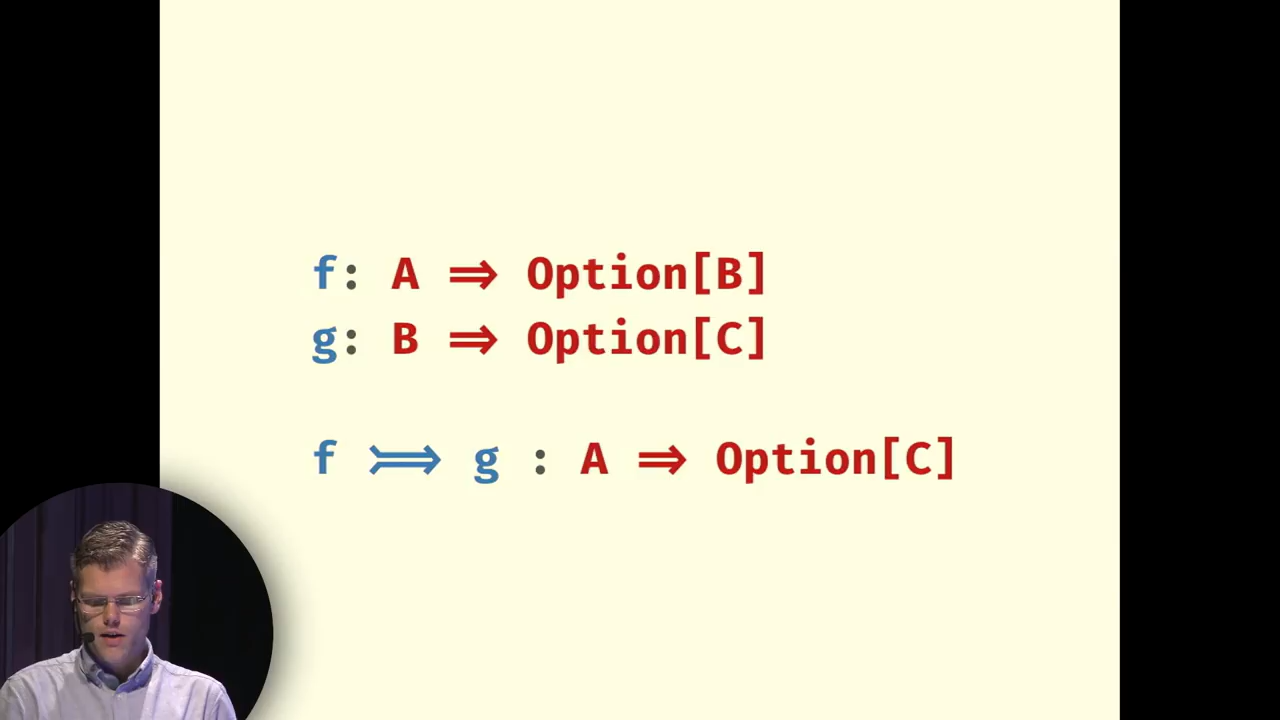 f: A ⇒ Option[B]
g: B ⇒ Option[C]
f >=> g : A ⇒ Option[C]